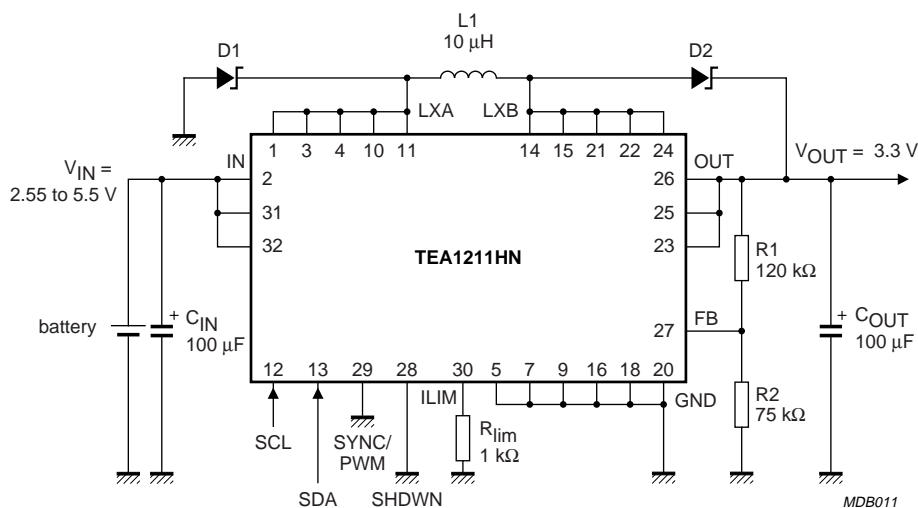 L1
10 μH
D1
D2
LXA
LXB
1 3 4 10 11
14 15 21 22 24
V_IN =
2.55 to 5.5 V
IN
2
31
32
OUT
26
25
23
V_OUT = 3.3 V
TEA1211HN
R1
120 kΩ
battery
+
C_IN
100 μF
FB
27
+
C_OUT
100 μF
12 13 29 28 30 5 7 9 16 18 20
ILIM
GND
R2
75 kΩ
SCL
SYNC/
PWM
R_lim
1 kΩ
SDA
SHDWN
MDB011